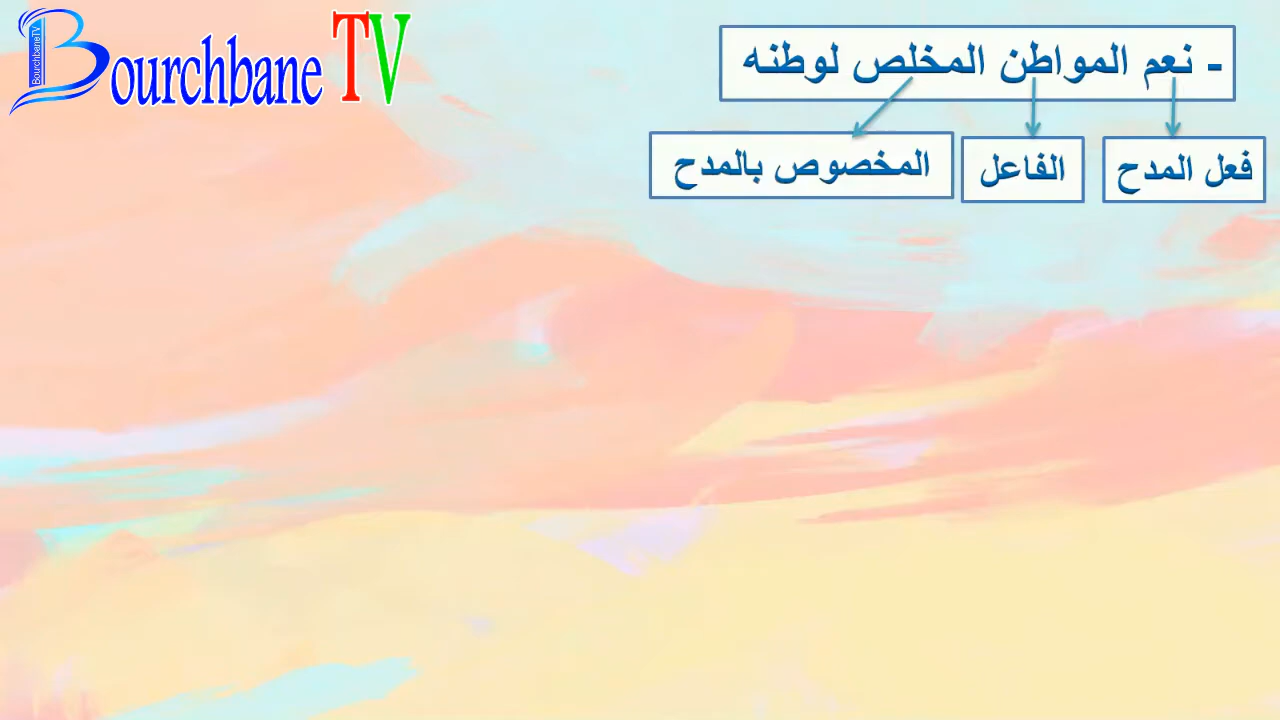 Bourchbane TV
BourchbaneTV
- نعم المواطن المخلص لوطنه
فعل المدح
الفاعل
المخصوص بالمدح